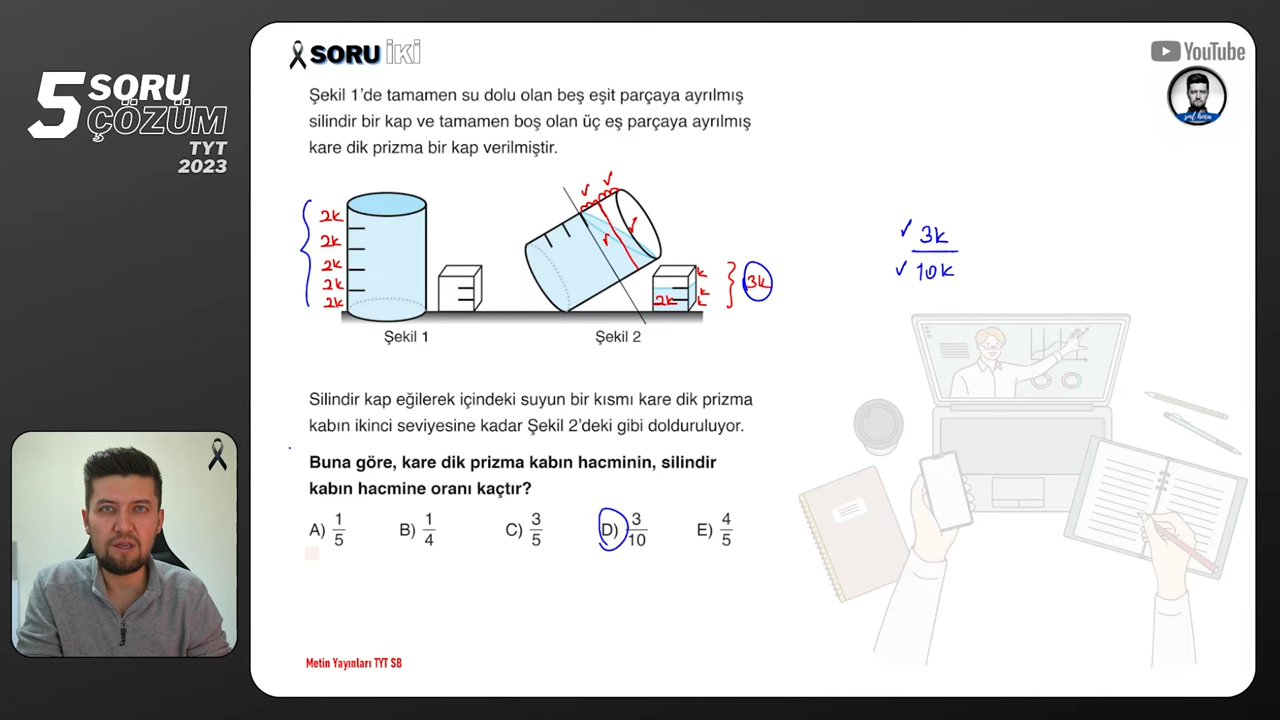 5 SORU
ÇÖZÜM
TYT
2023
SORU İKİ
YouTube
Şekil 1'de tamamen su dolu olan beş eşit parçaya ayrılmış
silindir bir kap ve tamamen boş olan üç eş parçaya ayrılmış
kare dik prizma bir kap verilmiştir.
2k
2k
2k
2k
2k
r r
r r
k
k
k
2k
3k
3k
10k
Şekil 1
Şekil 2
Silindir kap eğilerek içindeki suyun bir kısmı kare dik prizma
kabın ikinci seviyesine kadar Şekil 2'deki gibi dolduruluyor.
Buna göre, kare dik prizma kabın hacminin, silindir
kabın hacmine oranı kaçtır?
A) 1/5 B) 1/4 C) 3/5 D) 3/10 E) 4/5
Metin Yayınları TYT SB